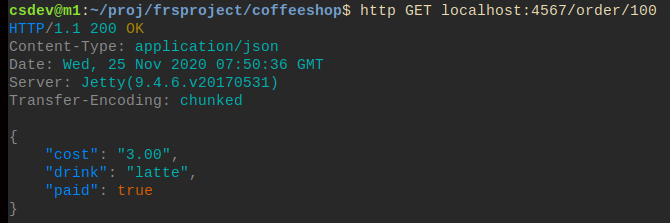 csdev@m1:~/proj/frsproject/coffeeshop$ http GET localhost:4567/order/100
HTTP/1.1 200 OK
Content-Type: application/json
Date: Wed, 25 Nov 2020 07:50:36 GMT
Server: Jetty(9.4.6.v20170531)
Transfer-Encoding: chunked
{
    "cost": "3.00",
    "drink": "latte",
    "paid": true
}